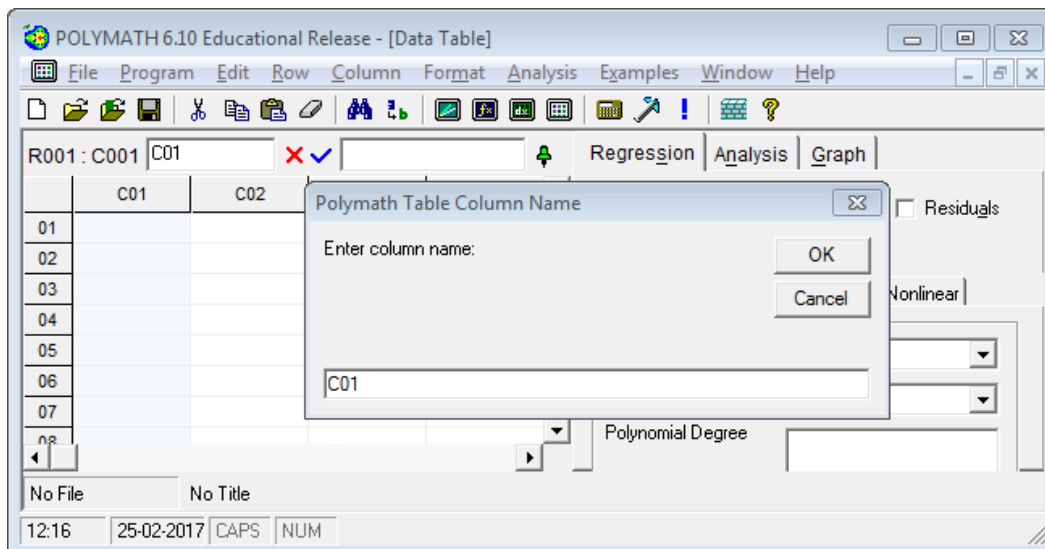 POLYMATH 6.10 Educational Release - [Data Table]
File Program Edit Row Column Format Analysis Examples Window Help
R001 : C001 C01
Regression Analysis Graph
C01 C02
Polymath Table Column Name
Residuals
01
Enter column name:
OK
02
03
Cancel
Nonlinear
04
05
06
C01
07
08
Polynomial Degree
No File No Title
12:16 25-02-2017 CAPS NUM